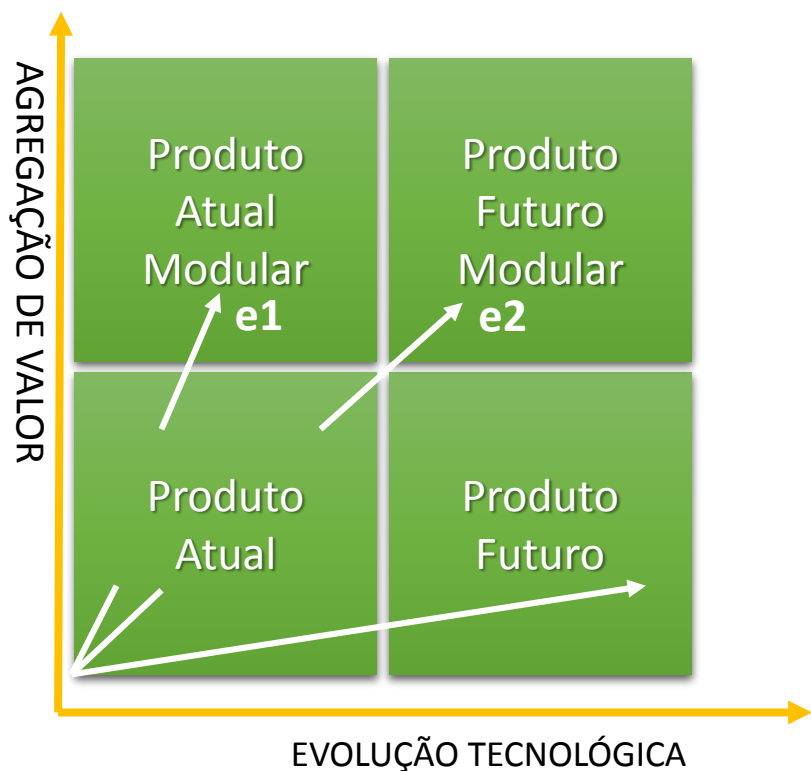 AGREGAÇÃO DE VALOR
Produto
Atual
Modular
e1
Produto
Futuro
Modular
e2
Produto
Atual
Produto
Futuro
EVOLUÇÃO TECNOLÓGICA